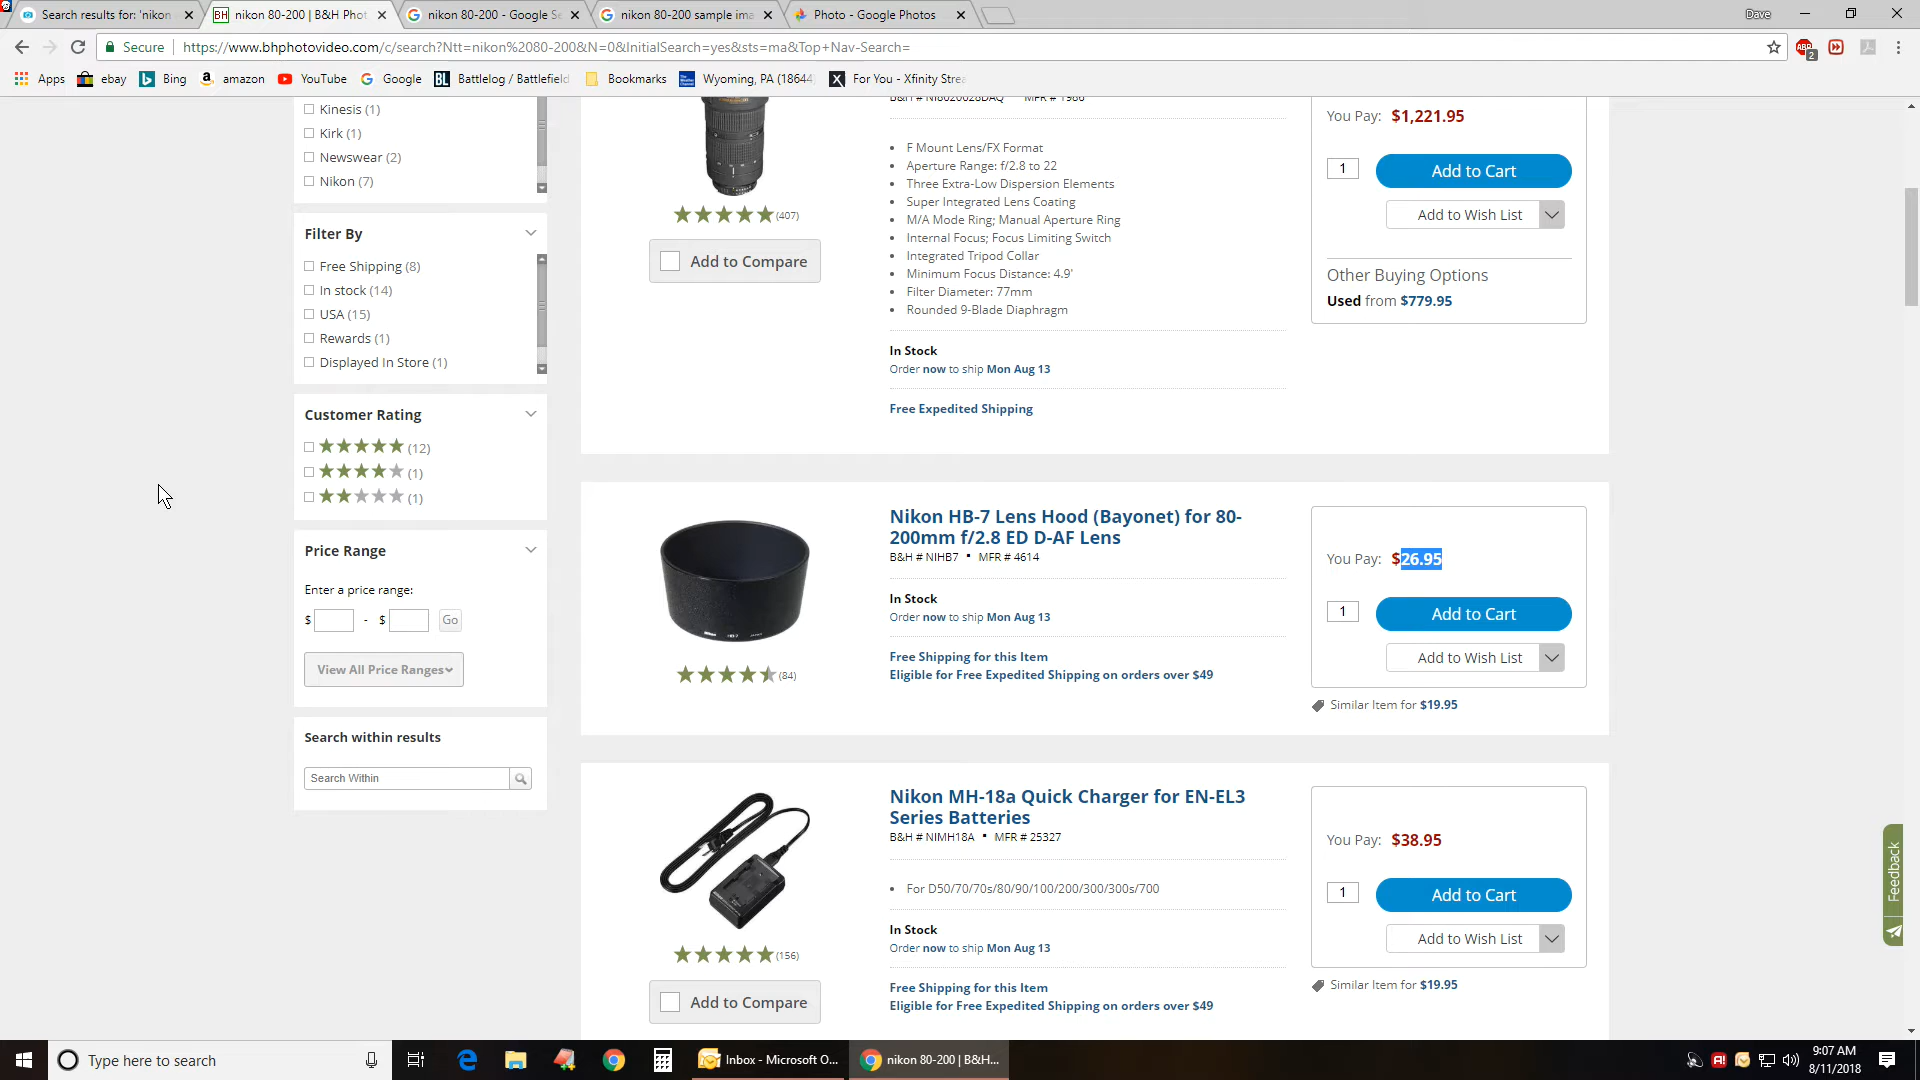 Search results for: 'nikon
nikon 80-200 | B&H Phot
nikon 80-200 - Google Se
nikon 80-200 sample ima
Photo - Google Photos
Dave
Secure
https://www.bhphotovideo.com/c/search?Ntt=nikon%2080-200&N=0&InitialSearch=yes&sts=ma&Top+Nav-Search=
ABP
2
Apps
ebay
Bing
amazon
YouTube
Google
BL Battlelog / Battlefield
Bookmarks
Wyoming, PA (18644)
X For You - Xfinity Strea
Kinesis (1)
Kirk (1)
Newswear (2)
Nikon (7)
Filter By
Free Shipping (8)
In stock (14)
USA (15)
Rewards (1)
Displayed In Store (1)
Customer Rating
(12)
(1)
(1)
Price Range
Enter a price range:
$ - $ Go
View All Price Ranges
Search within results
Search Within
(407)
Add to Compare
B&H # NI8020028DAQ MFR # 1986
F Mount Lens/FX Format
Aperture Range: f/2.8 to 22
Three Extra-Low Dispersion Elements
Super Integrated Lens Coating
M/A Mode Ring; Manual Aperture Ring
Internal Focus; Focus Limiting Switch
Integrated Tripod Collar
Minimum Focus Distance: 4.9'
Filter Diameter: 77mm
Rounded 9-Blade Diaphragm
In Stock
Order now to ship Mon Aug 13
Free Expedited Shipping
You Pay: $1,221.95
1
Add to Cart
Add to Wish List
Other Buying Options
Used from $779.95
(84)
Nikon HB-7 Lens Hood (Bayonet) for 80-
200mm f/2.8 ED D-AF Lens
B&H # NIHB7 • MFR # 4614
In Stock
Order now to ship Mon Aug 13
Free Shipping for this Item
Eligible for Free Expedited Shipping on orders over $49
You Pay: $26.95
1
Add to Cart
Add to Wish List
Similar Item for $19.95
(156)
Add to Compare
Nikon MH-18a Quick Charger for EN-EL3
Series Batteries
B&H # NIMH18A • MFR # 25327
For D50/70/70s/80/90/100/200/300/300s/700
In Stock
Order now to ship Mon Aug 13
Free Shipping for this Item
Eligible for Free Expedited Shipping on orders over $49
You Pay: $38.95
1
Add to Cart
Add to Wish List
Similar Item for $19.95
Feedback
Type here to search
Inbox - Microsoft O...
nikon 80-200 | B&H...
9:07 AM
8/11/2018